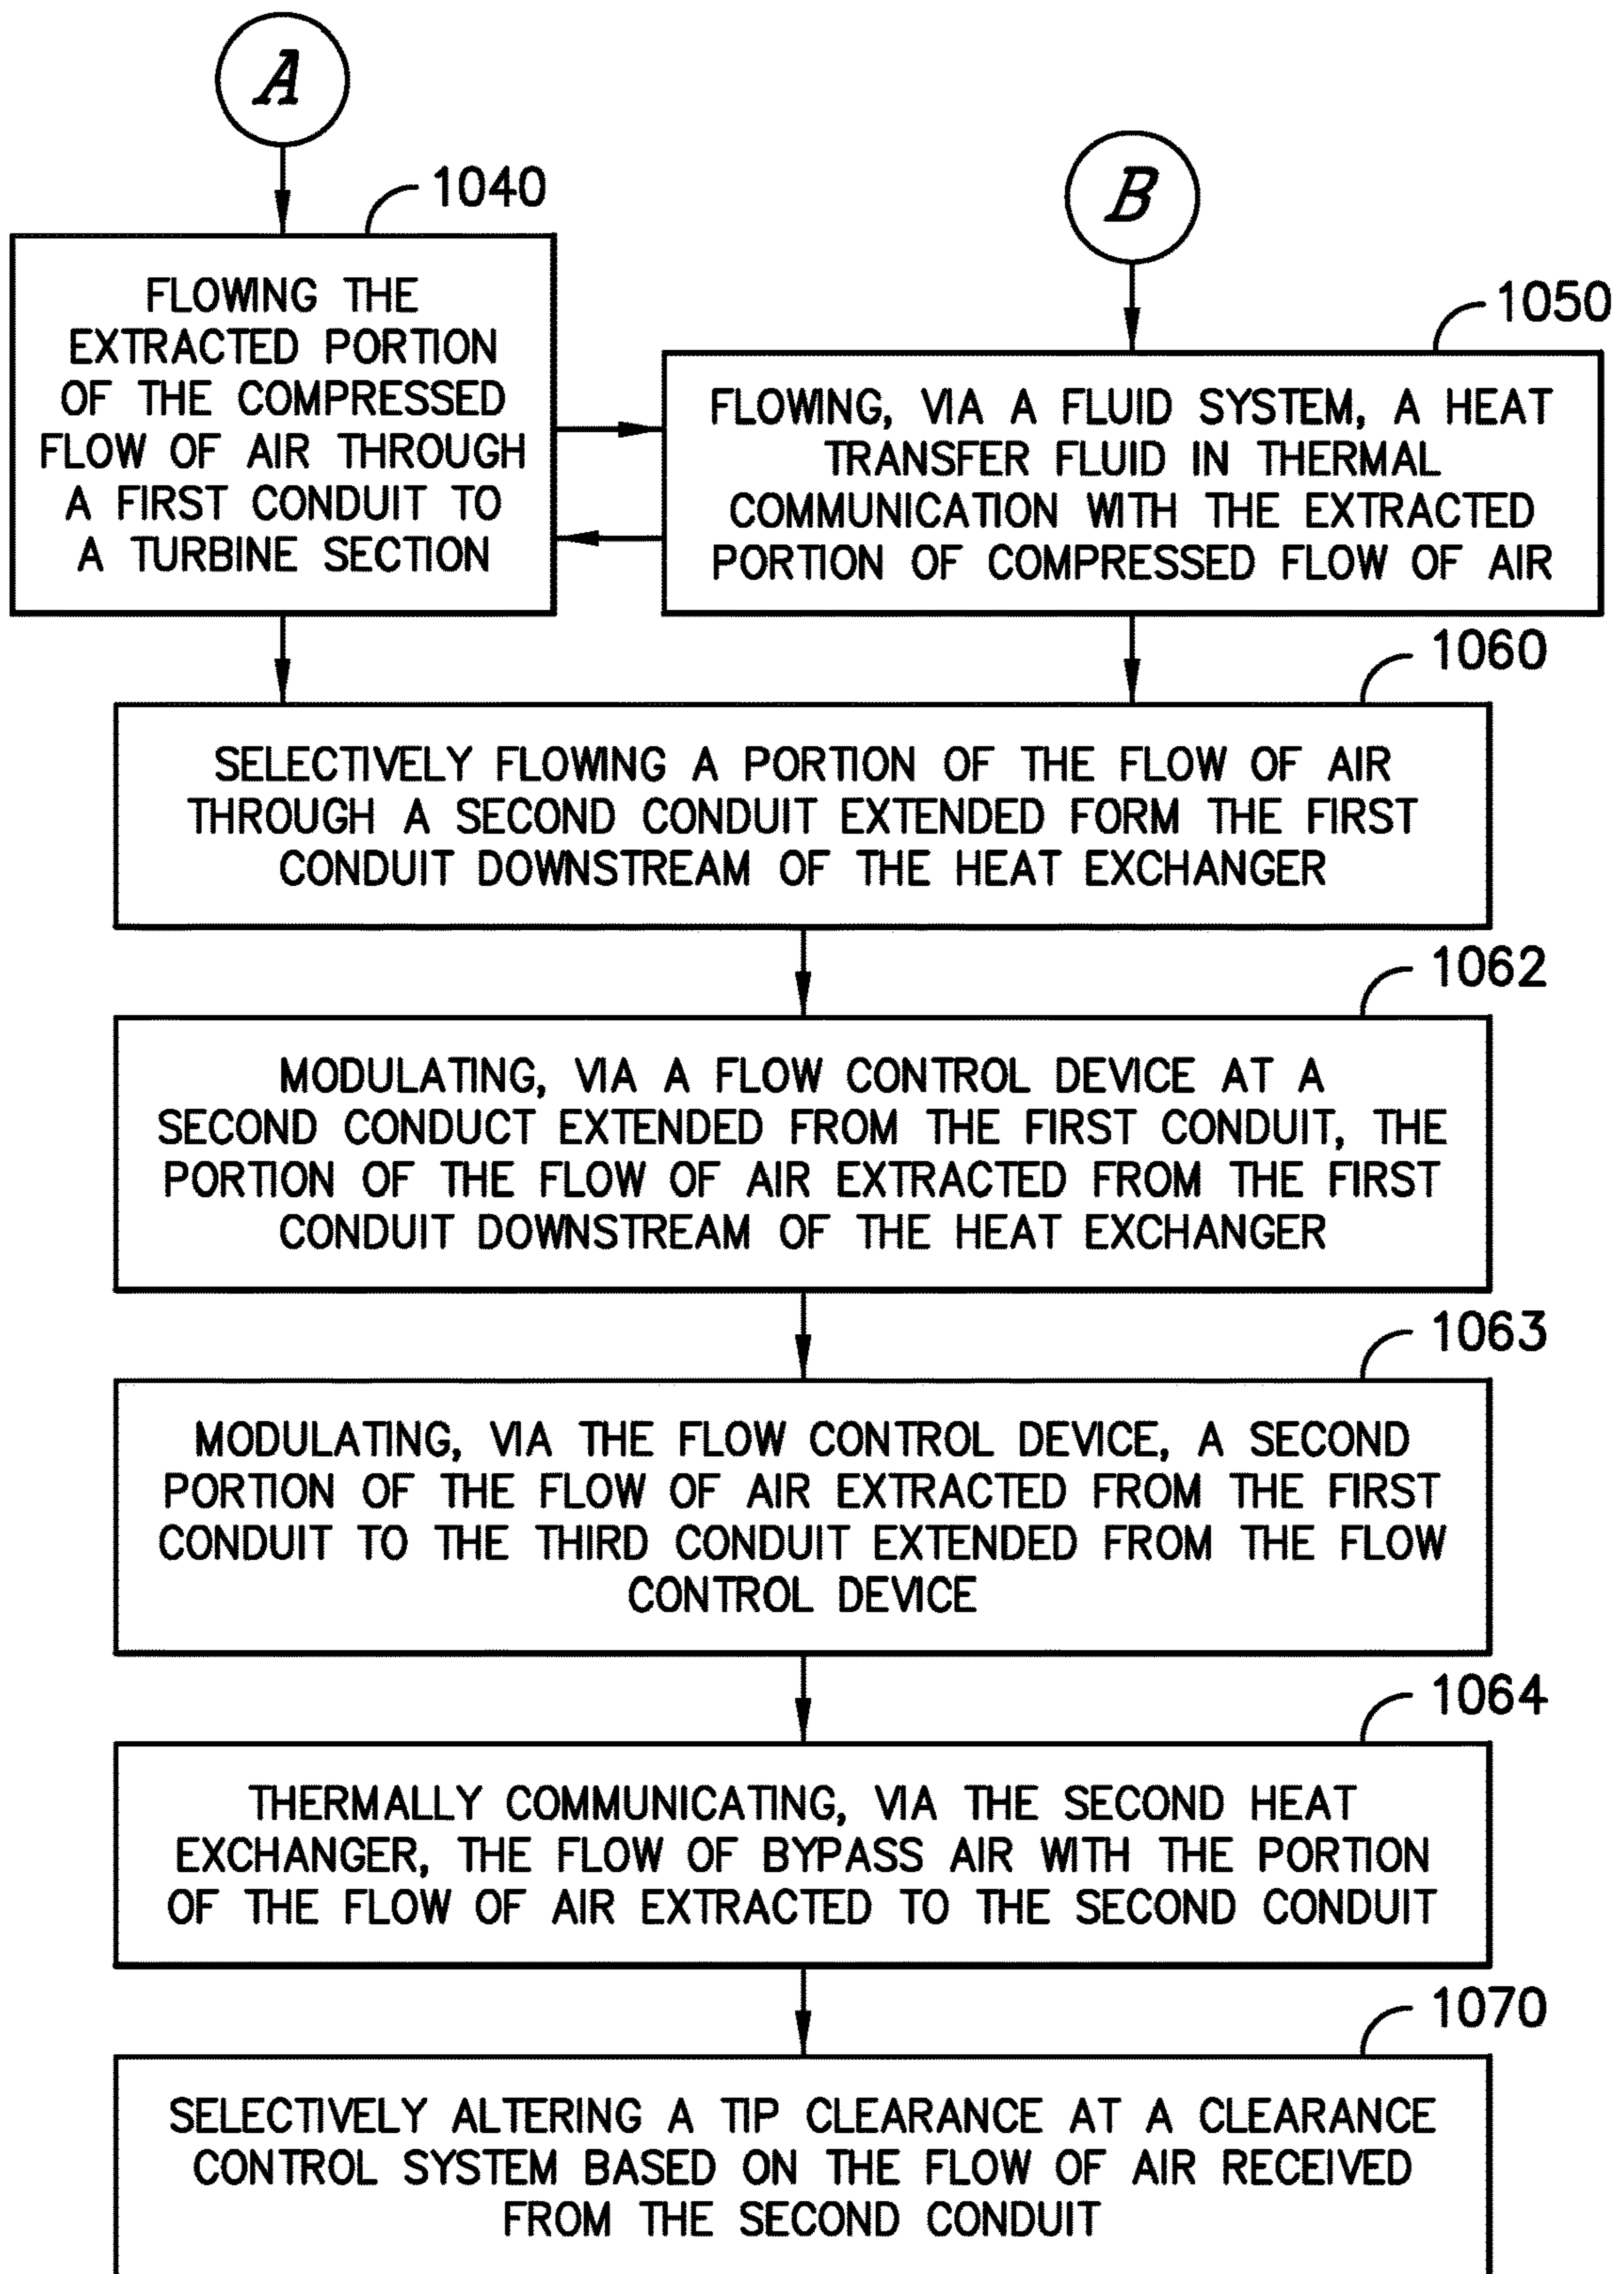 A
1040
FLOWING THE
EXTRACTED PORTION
OF THE COMPRESSED
FLOW OF AIR THROUGH
A FIRST CONDUIT TO
A TURBINE SECTION
B
1050
FLOWING, VIA A FLUID SYSTEM, A HEAT
TRANSFER FLUID IN THERMAL
COMMUNICATION WITH THE EXTRACTED
PORTION OF COMPRESSED FLOW OF AIR
1060
SELECTIVELY FLOWING A PORTION OF THE FLOW OF AIR
THROUGH A SECOND CONDUIT EXTENDED FORM THE FIRST
CONDUIT DOWNSTREAM OF THE HEAT EXCHANGER
1062
MODULATING, VIA A FLOW CONTROL DEVICE AT A
SECOND CONDUCT EXTENDED FROM THE FIRST CONDUIT, THE
PORTION OF THE FLOW OF AIR EXTRACTED FROM THE FIRST
CONDUIT DOWNSTREAM OF THE HEAT EXCHANGER
1063
MODULATING, VIA THE FLOW CONTROL DEVICE, A SECOND
PORTION OF THE FLOW OF AIR EXTRACTED FROM THE FIRST
CONDUIT TO THE THIRD CONDUIT EXTENDED FROM THE FLOW
CONTROL DEVICE
1064
THERMALLY COMMUNICATING, VIA THE SECOND HEAT
EXCHANGER, THE FLOW OF BYPASS AIR WITH THE PORTION
OF THE FLOW OF AIR EXTRACTED TO THE SECOND CONDUIT
1070
SELECTIVELY ALTERING A TIP CLEARANCE AT A CLEARANCE
CONTROL SYSTEM BASED ON THE FLOW OF AIR RECEIVED
FROM THE SECOND CONDUIT